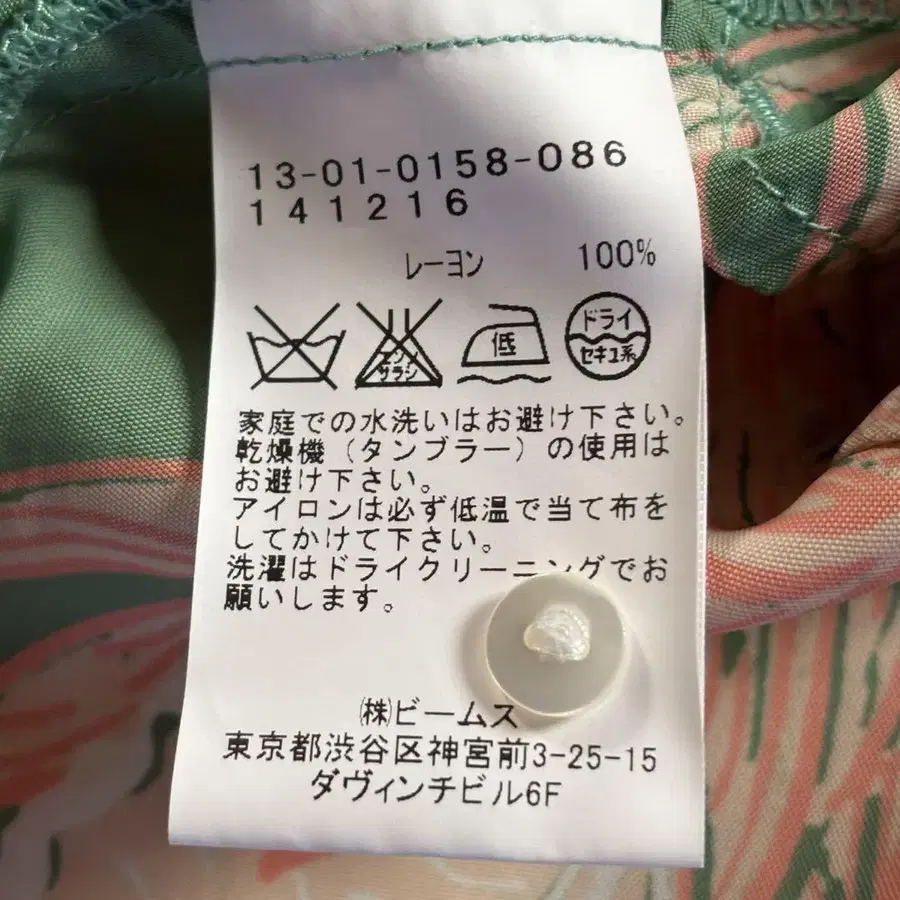 13-01-0158-086
141216
レーヨン 100%
エンソ
サラシ
低
ドライ
セキユ系
家庭での水洗いはお避け下さい。
乾燥機（タンブラー）の使用は
お避け下さい。
アイロンは必ず低温で当て布を
してかけて下さい。
洗濯はドライクリーニングでお
願いします。
㈱ビームス
東京都渋谷区神宮前3-25-15
ダヴィンチビル6F